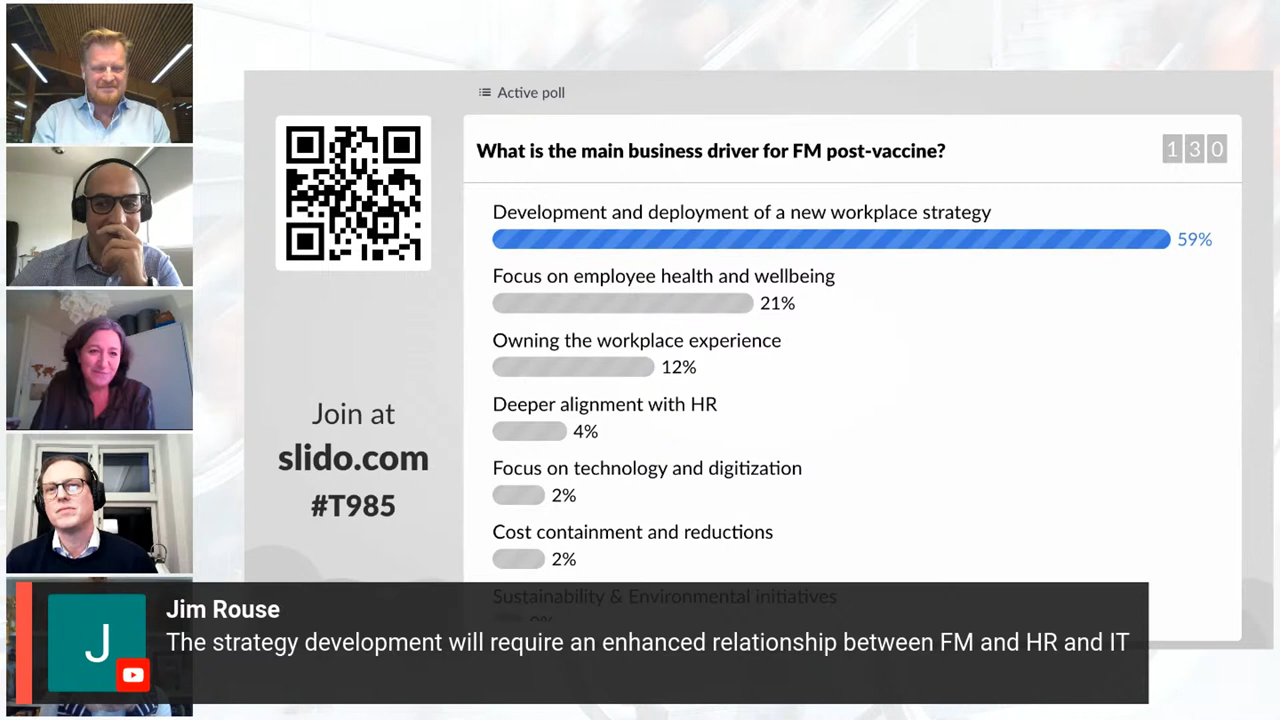 Active poll
What is the main business driver for FM post-vaccine?
130
Development and deployment of a new workplace strategy
59%
Focus on employee health and wellbeing
21%
Owning the workplace experience
12%
Deeper alignment with HR
4%
Focus on technology and digitization
2%
Cost containment and reductions
2%
Sustainability & Environmental initiatives
0%
Join at
slido.com
#T985
J
Jim Rouse
The strategy development will require an enhanced relationship between FM and HR and IT